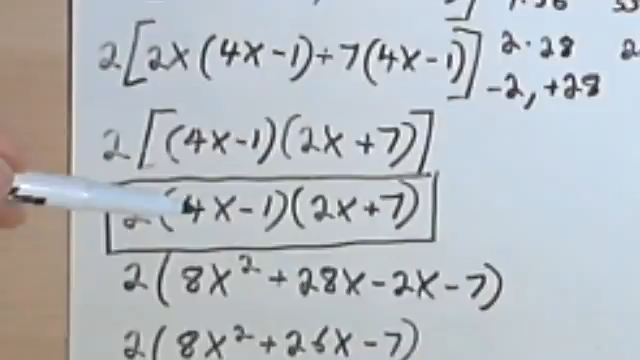 2[2x(4x-1)+7(4x-1)]
2·28
-2, +28
2[(4x-1)(2x+7)]
2(4x-1)(2x+7)
2(8x²+28x-2x-7)
2(8x²+26x-7)